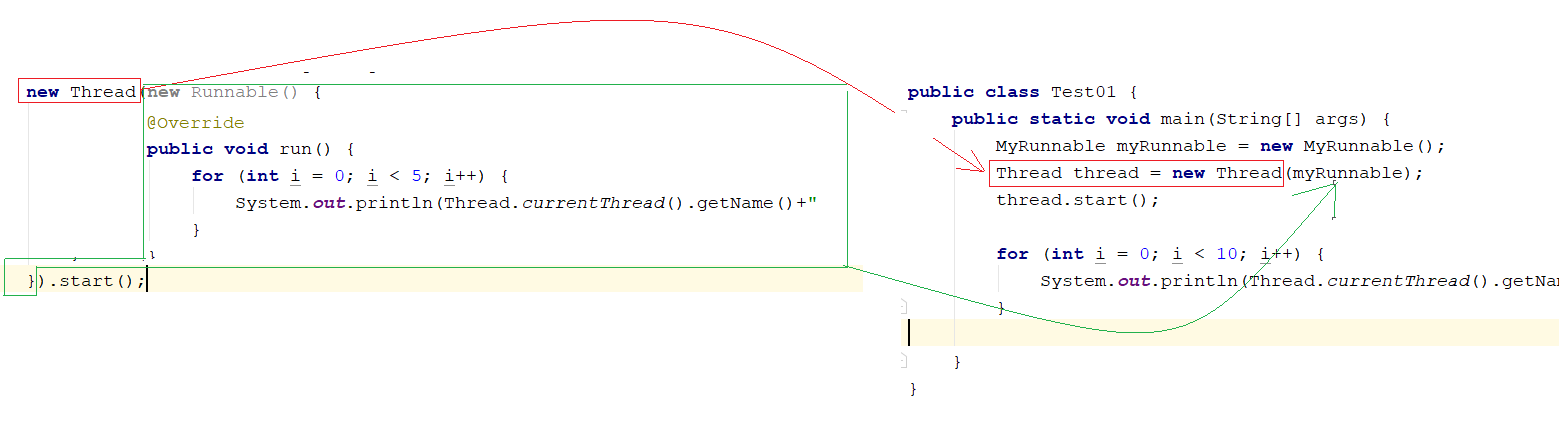 new Thread(new Runnable() {
@Override
public void run() {
for (int i = 0; i < 5; i++) {
System.out.println(Thread.currentThread().getName()+"
}
}
}).start();
public class Test01 {
public static void main(String[] args) {
MyRunnable myRunnable = new MyRunnable();
Thread thread = new Thread(myRunnable);
thread.start();
for (int i = 0; i < 10; i++) {
System.out.println(Thread.currentThread().getNam
}
}
}